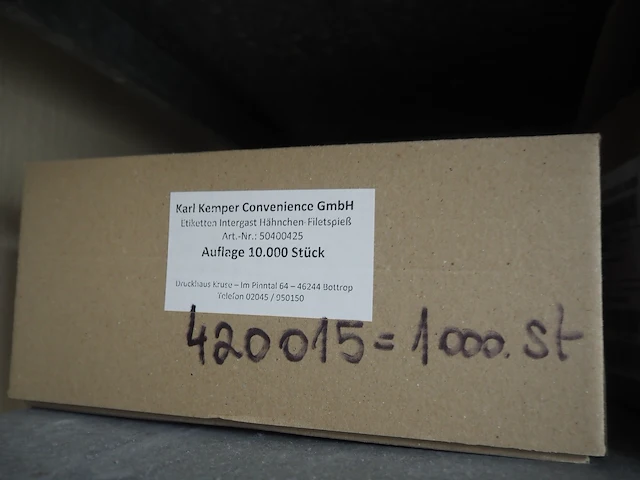 Karl Kemper Convenience GmbH
Etiketten Intergast Hähnchen-Filetspieß
Art.-Nr.: 50400425
Auflage 10.000 Stück
Druckhaus Kruse – Im Pinntal 64 – 46244 Bottrop
Telefon 02045 / 950150
420015 = 1000. St